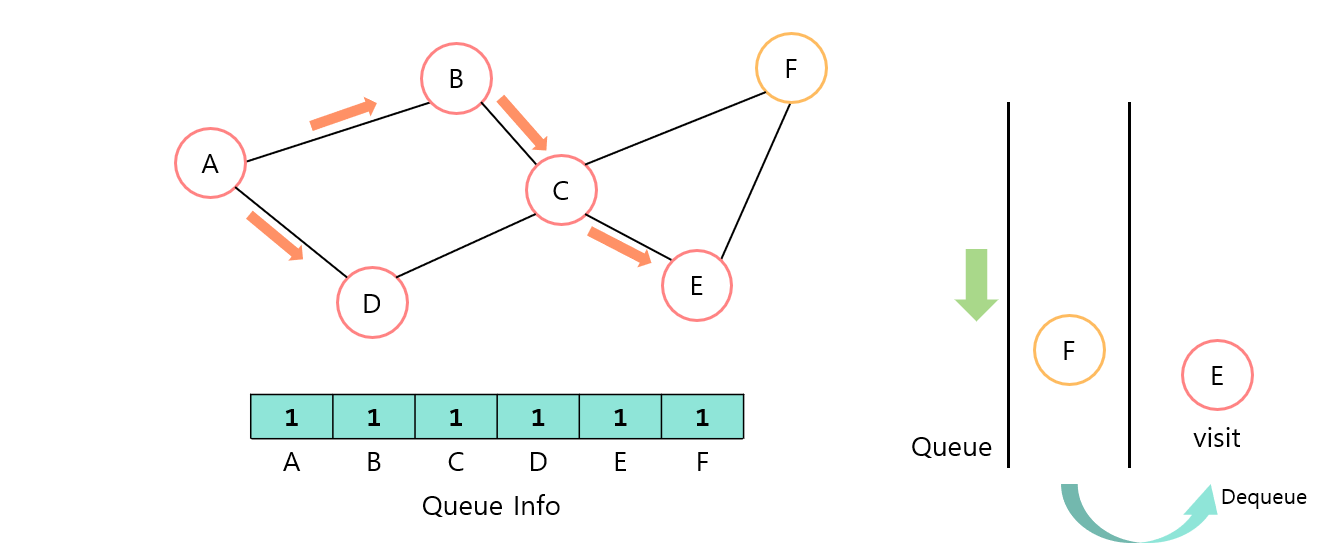 B
F
A
C
D
E
1 1 1 1 1 1
A B C D E F
Queue Info
F
E
visit
Queue
Dequeue